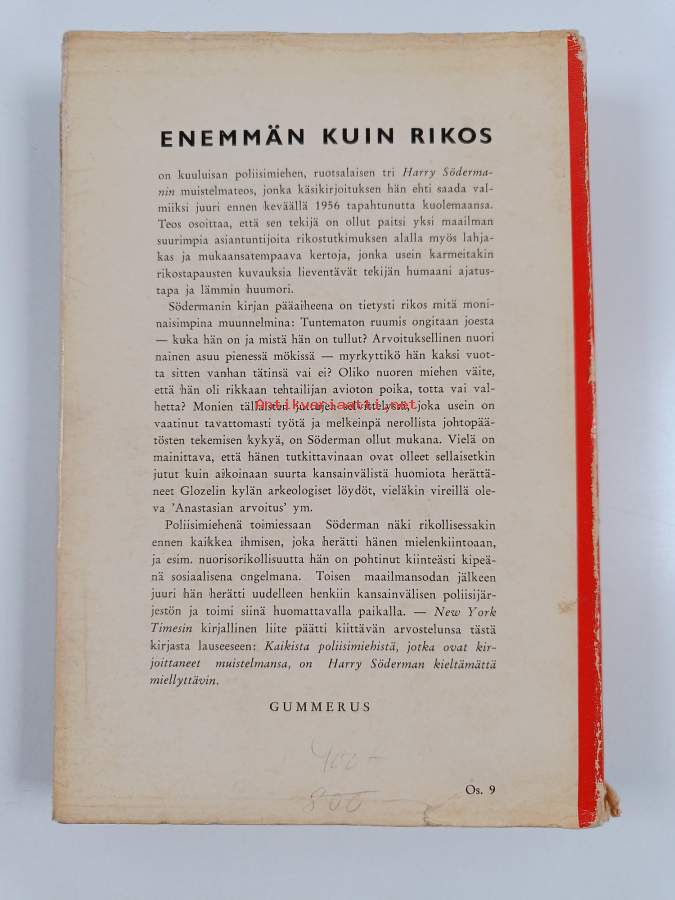 ENEMMÄN KUIN RIKOS
on kuuluisan poliisimiehen, ruotsalaisen tri Harry Söderma-
nin muistelmateos, jonka käsikirjoituksen hän ehti saada val-
miiksi juuri ennen keväällä 1956 tapahtunutta kuolemaansa.
Teos osoittaa, että sen tekijä on ollut paitsi yksi maailman
suurimpia asiantuntijoita rikostutkimuksen alalla myös lahja-
kas ja mukaansatempaava kertoja, jonka usein karmeitakin
rikostapausten kuvauksia lieventävät tekijän humaani ajatus-
tapa ja lämmin huumori.
Södermanin kirjan pääaiheena on tietysti rikos mitä moni-
naisimpina muunnelmina: Tuntematon ruumis ongitaan joesta
— kuka hän on ja mistä hän on tullut? Arvoituksellinen nuori
nainen asuu pienessä mökissä — myrkyttikö hän kaksi vuot-
ta sitten vanhan tätinsä vai ei? Oliko nuoren miehen väite,
että hän oli rikkaan tehtailijan avioton poika, totta vai val-
hetta? Monien tällaisten juttujen selvittelyssä, joka usein on
Antikvariaatti.net
vaatinut tavattomasti työtä ja melkeinpä nerollista johtopää-
tösten tekemisen kykyä, on Söderman ollut mukana. Vielä on
mainittava, että hänen tutkittavinaan ovat olleet sellaisetkin
jutut kuin aikoinaan suurta kansainvälistä huomiota herättä-
neet Glozelin kylän arkeologiset löydöt, vieläkin vireillä ole-
va 'Anastasian arvoitus' ym.
Poliisimiehenä toimiessaan Söderman näki rikollisessakin
ennen kaikkea ihmisen, joka herätti hänen mielenkiintoaan,
ja esim. nuorisorikollisuutta hän on pohtinut kiinteästi kipeä-
nä sosiaalisena ongelmana. Toisen maailmansodan jälkeen
juuri hän herätti uudelleen henkiin kansainvälisen poliisijär-
jestön ja toimi siinä huomattavalla paikalla. — New York
Timesin kirjallinen liite päätti kiittävän arvostelunsa tästä
kirjasta lauseeseen: Kaikista poliisimiehistä, jotka ovat kir-
joittaneet muistelmansa, on Harry Söderman kieltämättä
miellyttävin.
GUMMERUS
400 –
800 –
Os. 9